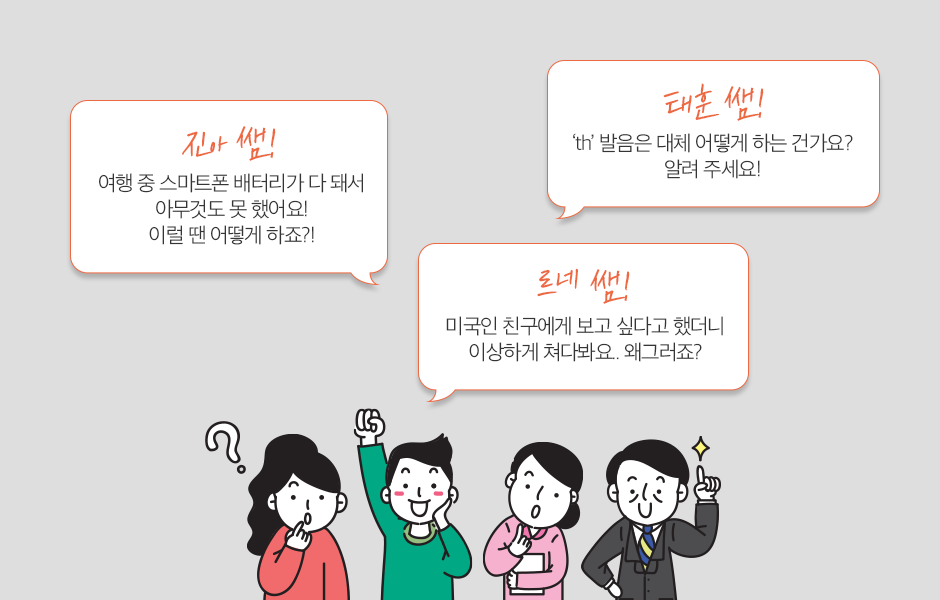 진아 쌤!
여행 중 스마트폰 배터리가 다 돼서
아무것도 못 했어요!
이럴 땐 어떻게 하죠?!
태훈 쌤!
‘th’ 발음은 대체 어떻게 하는 건가요?
알려 주세요!
르네 쌤!
미국인 친구에게 보고 싶다고 했더니
이상하게 쳐다봐요.. 왜그러죠?
?